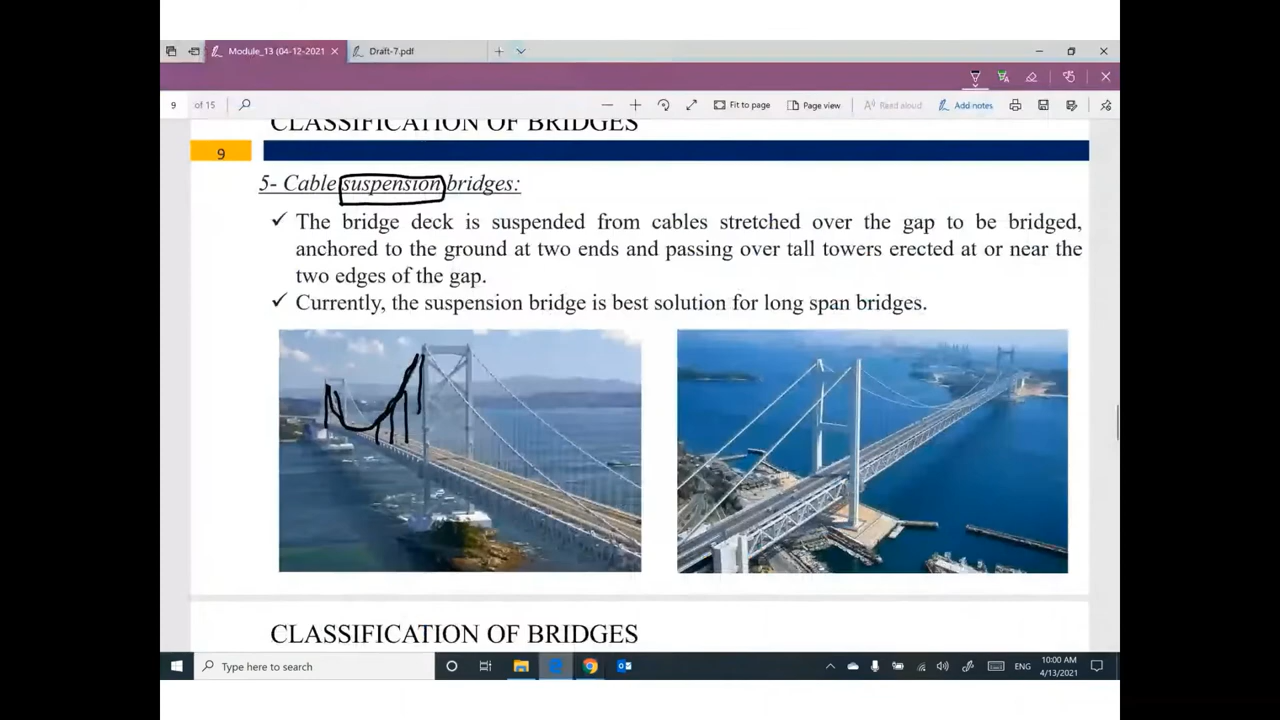 Module_13 (04-12-2021
Draft-7.pdf
9 of 15
Fit to page
Page view
Read aloud
Add notes
CLASSIFICATION OF BRIDGES
9
5- Cable suspension bridges:
✓ The bridge deck is suspended from cables stretched over the gap to be bridged,
anchored to the ground at two ends and passing over tall towers erected at or near the
two edges of the gap.
✓ Currently, the suspension bridge is best solution for long span bridges.
CLASSIFICATION OF BRIDGES
Type here to search
ENG
10:00 AM
4/13/2021